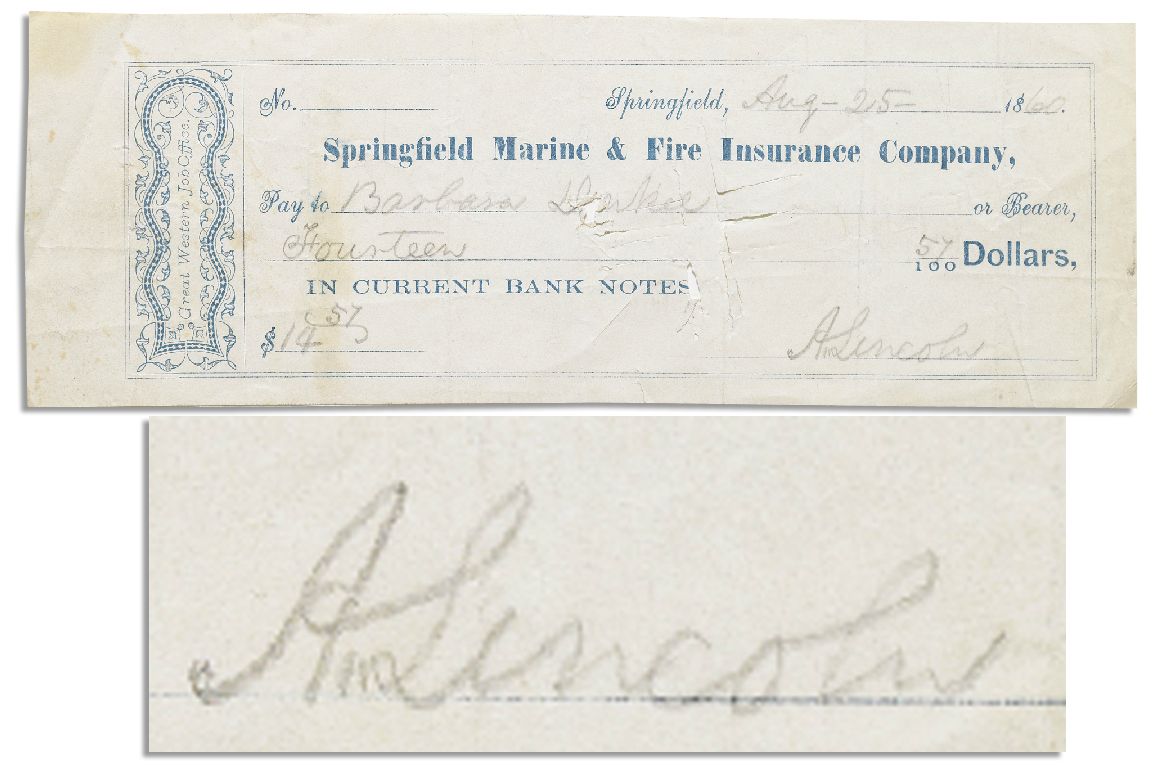 Great Western Job Office.
No. Springfield, Aug - 25 - 1860.
Springfield Marine & Fire Insurance Company,
Pay to Barbara Dinkel or Bearer,
Fourteen 57/100 Dollars,
IN CURRENT BANK NOTES
$14 57
A. Lincoln
A. Lincoln